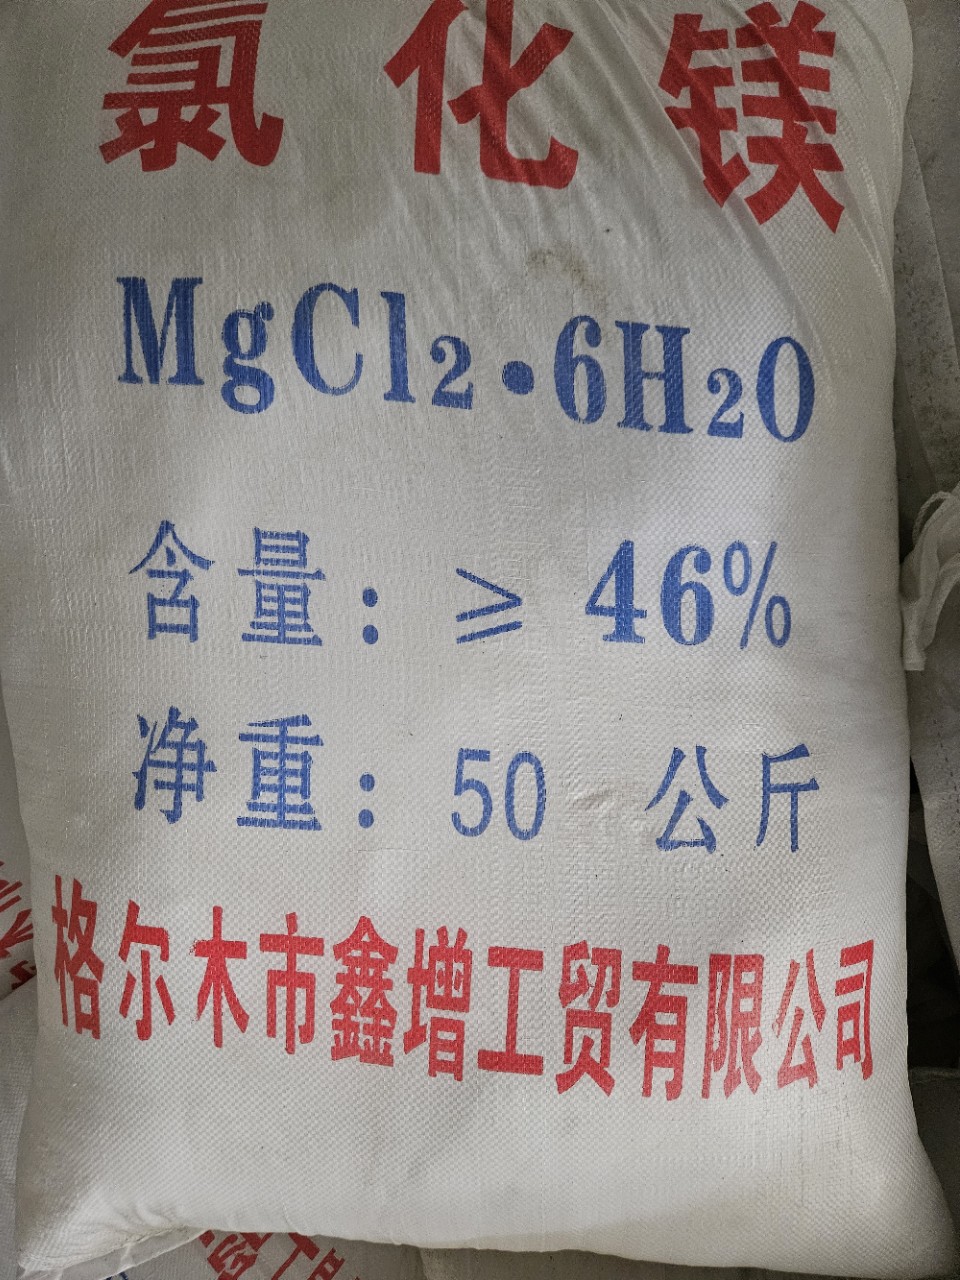 氯化镁
MgCl2·6H2O
含量：≥46%
净重：50 公斤
格尔木市鑫增工贸有限公司